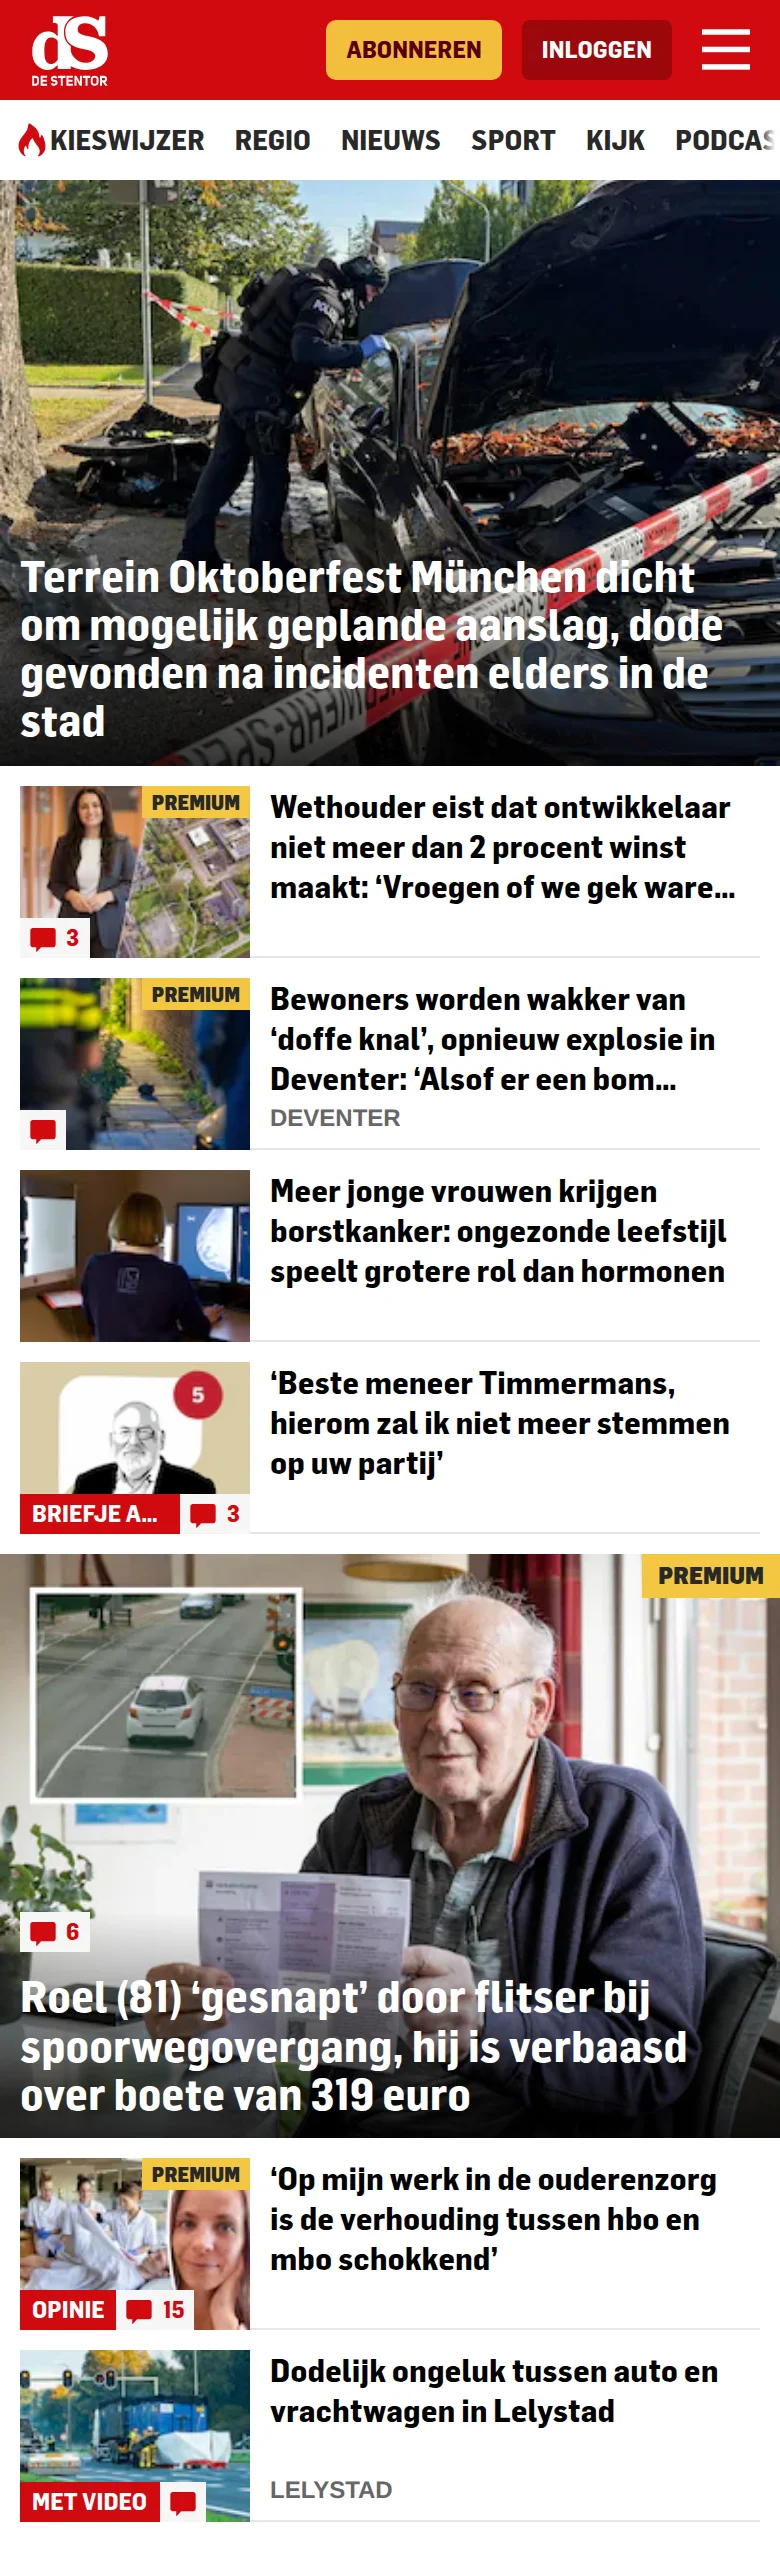 dS
DE STENTOR
ABONNEREN
INLOGGEN
KIESWIJZER REGIO NIEUWS SPORT KIJK PODCAS
Terrein Oktoberfest München dicht
om mogelijk geplande aanslag, dode
gevonden na incidenten elders in de
stad
PREMIUM
3
Wethouder eist dat ontwikkelaar
niet meer dan 2 procent winst
maakt: ‘Vroegen of we gek ware...
PREMIUM
Bewoners worden wakker van
‘doffe knal’, opnieuw explosie in
Deventer: ‘Alsof er een bom...
DEVENTER
Meer jonge vrouwen krijgen
borstkanker: ongezonde leefstijl
speelt grotere rol dan hormonen
5
BRIEFJE A...
3
‘Beste meneer Timmermans,
hierom zal ik niet meer stemmen
op uw partij’
PREMIUM
6
Roel (81) ‘gesnapt’ door flitser bij
spoorwegovergang, hij is verbaasd
over boete van 319 euro
PREMIUM
OPINIE
15
‘Op mijn werk in de ouderenzorg
is de verhouding tussen hbo en
mbo schokkend’
MET VIDEO
Dodelijk ongeluk tussen auto en
vrachtwagen in Lelystad
LELYSTAD